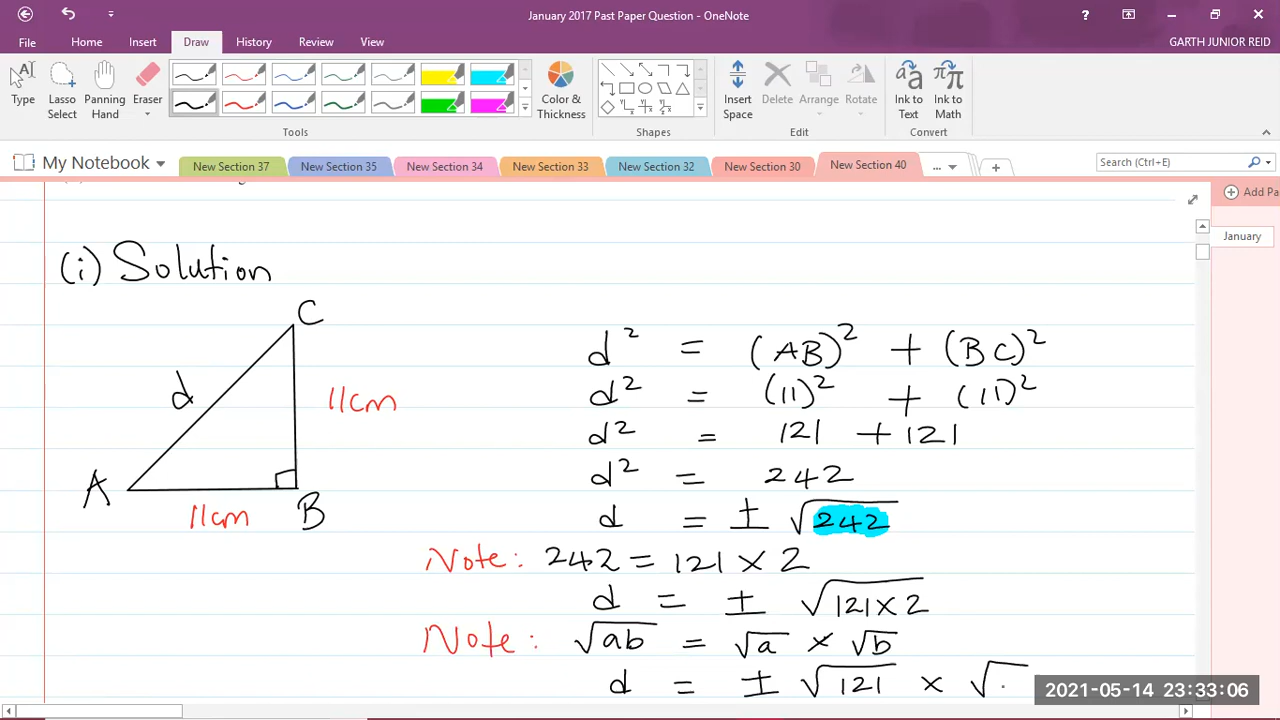 January 2017 Past Paper Question - OneNote
?
File Home Insert Draw History Review View
GARTH JUNIOR REID
Type
Lasso Select
Panning Hand
Eraser
Color & Thickness
Insert Space
Delete
Arrange
Rotate
Ink to Text
Ink to Math
Tools Shapes Edit Convert
My Notebook New Section 37 New Section 35 New Section 34 New Section 33 New Section 32 New Section 30 New Section 40 ... + Search (Ctrl+E)
Add Pa
January
(i) Solution
C
d
11cm
A
11cm
B
d² = (AB)² + (BC)²
d² = (11)² + (11)²
d² = 121 + 121
d² = 242
d = ± √242
Note: 242 = 121 × 2
d = ± √121×2
Note: √ab = √a × √b
d = ± √121 × √
2021-05-14 23:33:06